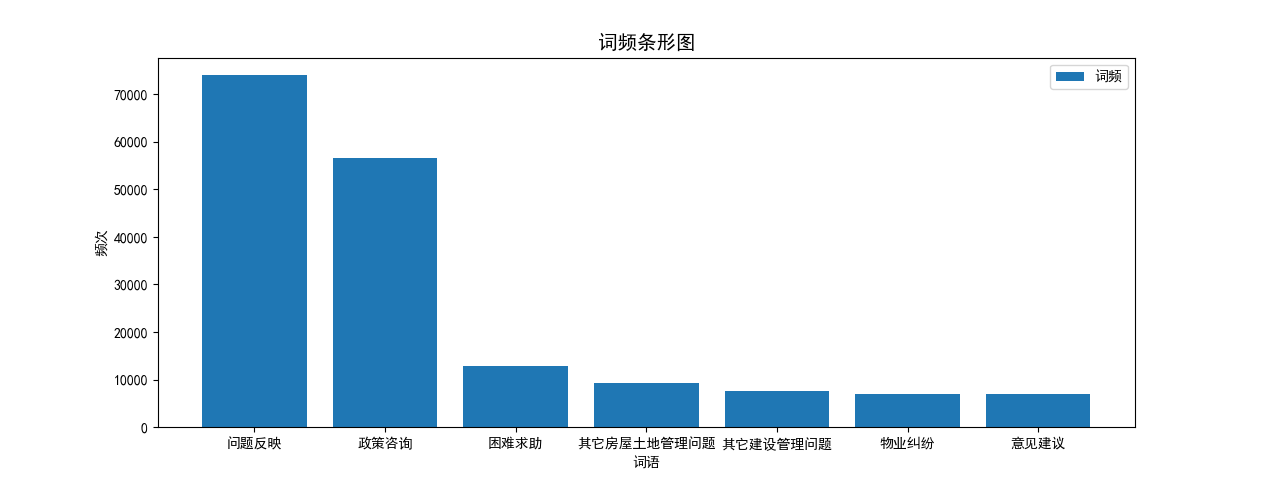 词频条形图
词频
70000
60000
50000
40000
30000
20000
10000
0
频次
问题反映
政策咨询
困难求助
其它房屋土地管理问题
其它建设管理问题
物业纠纷
意见建议
词语